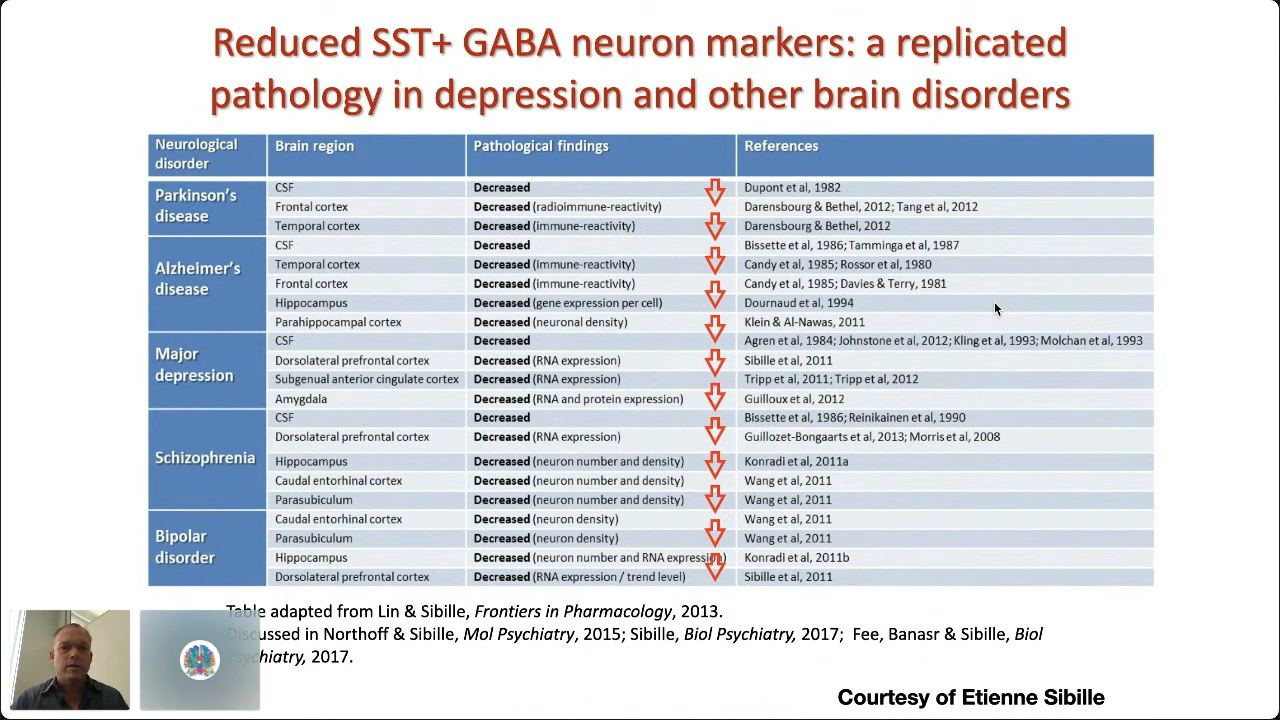 Reduced SST+ GABA neuron markers: a replicated
pathology in depression and other brain disorders
Neurological disorder Brain region Pathological findings References
Parkinson's disease
CSF Decreased Dupont et al, 1982
Frontal cortex Decreased (radioimmune-reactivity) Darensbourg & Bethel, 2012; Tang et al, 2012
Temporal cortex Decreased (immune-reactivity) Darensbourg & Bethel, 2012
Alzheimer's disease
CSF Decreased Bissette et al, 1986; Tamminga et al, 1987
Temporal cortex Decreased (immune-reactivity) Candy et al, 1985; Rossor et al, 1980
Frontal cortex Decreased (immune-reactivity) Candy et al, 1985; Davies & Terry, 1981
Hippocampus Decreased (gene expression per cell) Dournaud et al, 1994
Parahippocampal cortex Decreased (neuronal density) Klein & Al-Nawas, 2011
Major depression
CSF Decreased Agren et al, 1984; Johnstone et al, 2012; Kling et al, 1993; Molchan et al, 1993
Dorsolateral prefrontal cortex Decreased (RNA expression) Sibille et al, 2011
Subgenual anterior cingulate cortex Decreased (RNA expression) Tripp et al, 2011; Tripp et al, 2012
Amygdala Decreased (RNA and protein expression) Guilloux et al, 2012
Schizophrenia
CSF Decreased Bissette et al, 1986; Reinikainen et al, 1990
Dorsolateral prefrontal cortex Decreased (RNA expression) Guillozet-Bongaarts et al, 2013; Morris et al, 2008
Hippocampus Decreased (neuron number and density) Konradi et al, 2011a
Caudal entorhinal cortex Decreased (neuron number and density) Wang et al, 2011
Parasubiculum Decreased (neuron number and density) Wang et al, 2011
Bipolar disorder
Caudal entorhinal cortex Decreased (neuron density) Wang et al, 2011
Parasubiculum Decreased (neuron density) Wang et al, 2011
Hippocampus Decreased (neuron number and RNA expression) Konradi et al, 2011b
Dorsolateral prefrontal cortex Decreased (RNA expression / trend level) Sibille et al, 2011
Table adapted from Lin & Sibille, Frontiers in Pharmacology, 2013.
Discussed in Northoff & Sibille, Mol Psychiatry, 2015; Sibille, Biol Psychiatry, 2017; Fee, Banasr & Sibille, Biol
Psychiatry, 2017.
Courtesy of Etienne Sibille